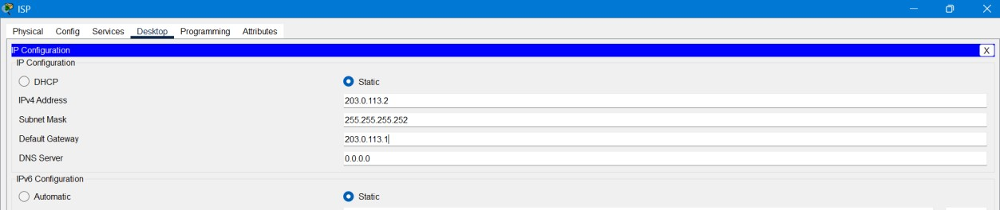 ISP
Physical Config Services Desktop Programming Attributes
IP Configuration
X
IP Configuration
DHCP Static
IPv4 Address 203.0.113.2
Subnet Mask 255.255.255.252
Default Gateway 203.0.113.1
DNS Server 0.0.0.0
IPv6 Configuration
Automatic Static